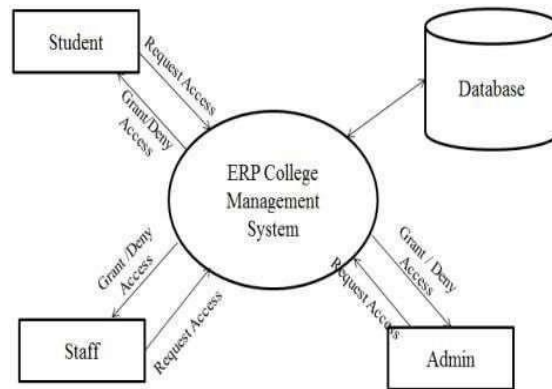 Student
Request Access
Grant/Deny
Access
Database
ERP College
Management
System
Grant /Deny
Access
Request Access
Staff
Grant / Deny
Access
Request Access
Admin